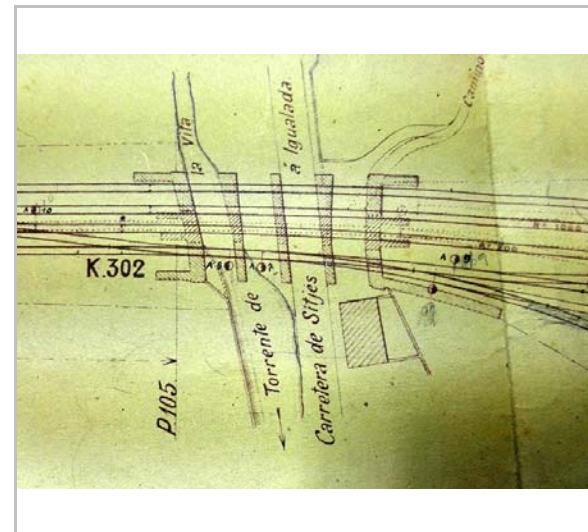 Camino
la Vila
á Igualada
K.302
P.105
Torrente de
Carretera de Sitjes